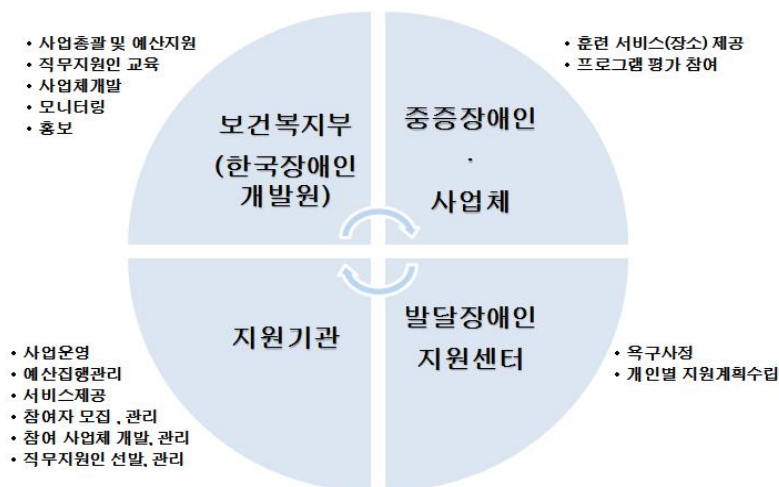 • 사업총괄 및 예산지원
• 직무지원인 교육
• 사업체개발
• 모니터링
• 홍보
보건복지부
(한국장애인
개발원)
중증장애인
·
사업체
• 훈련 서비스(장소) 제공
• 프로그램 평가 참여
지원기관
• 사업운영
• 예산집행관리
• 서비스제공
• 참여자 모집 , 관리
• 참여 사업체 개발, 관리
• 직무지원인 선발, 관리
발달장애인
지원센터
• 욕구사정
• 개인별 지원계획수립